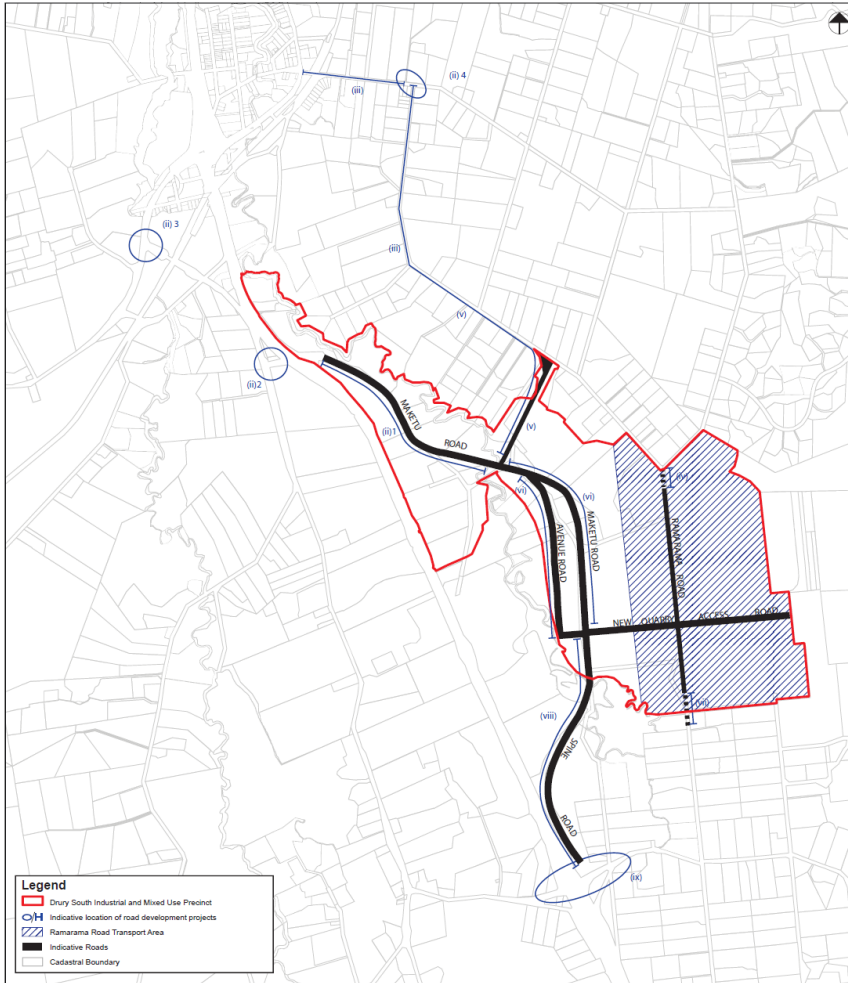 (ii) 4
(iii)
(ii) 3
(iii)
(v)
(ii)2
MAKETU
ROAD
(ii)1
(v)
(vi)
(vi)
(iv)
AVENUE ROAD
MAKETU ROAD
RAMARAMA ROAD
NEW QUARRY ACCESS ROAD
(vii)
(viii)
SPINE
ROAD
(ix)
Legend
Drury South Industrial and Mixed Use Precinct
Indicative location of road development projects
Ramarama Road Transport Area
Indicative Roads
Cadastral Boundary